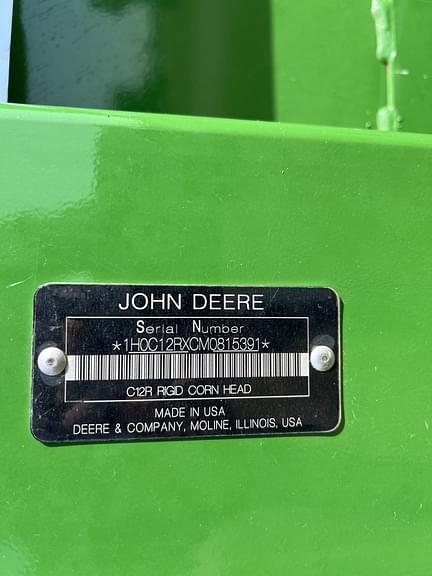 JOHN DEERE
Serial Number
*1H0C12RXCM0815391*
C12R RIGID CORN HEAD
MADE IN USA
DEERE & COMPANY, MOLINE, ILLINOIS, USA